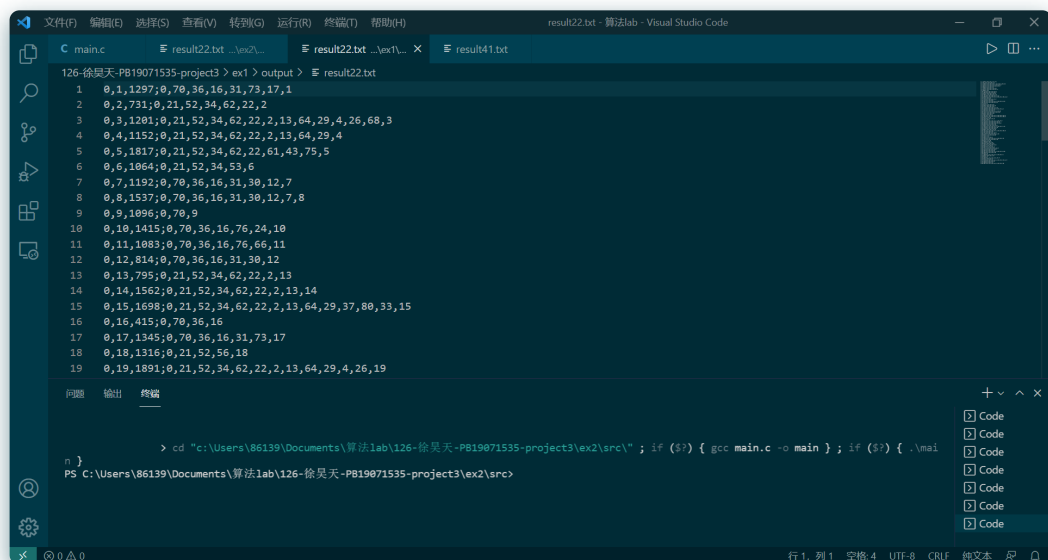 文件(F) 编辑(E) 选择(S) 查看(V) 转到(G) 运行(R) 终端(T) 帮助(H) result22.txt - 算法lab - Visual Studio Code
C main.c result22.txt ...\ex2\... result22.txt ...\ex1\... result41.txt
126-徐昊天-PB19071535-project3 > ex1 > output > result22.txt
1 0,1,1297;0,70,36,16,31,73,17,1
2 0,2,731;0,21,52,34,62,22,2
3 0,3,1201;0,21,52,34,62,22,2,13,64,29,4,26,68,3
4 0,4,1152;0,21,52,34,62,22,2,13,64,29,4
5 0,5,1817;0,21,52,34,62,22,61,43,75,5
6 0,6,1064;0,21,52,34,53,6
7 0,7,1192;0,70,36,16,31,30,12,7
8 0,8,1537;0,70,36,16,31,30,12,7,8
9 0,9,1096;0,70,9
10 0,10,1415;0,70,36,16,76,24,10
11 0,11,1083;0,70,36,16,76,66,11
12 0,12,814;0,70,36,16,31,30,12
13 0,13,795;0,21,52,34,62,22,2,13
14 0,14,1562;0,21,52,34,62,22,2,13,14
15 0,15,1698;0,21,52,34,62,22,2,13,64,29,37,80,33,15
16 0,16,415;0,70,36,16
17 0,17,1345;0,70,36,16,31,73,17
18 0,18,1316;0,21,52,56,18
19 0,19,1891;0,21,52,34,62,22,2,13,64,29,4,26,19
问题 输出 终端
> cd "c:\Users\86139\Documents\算法lab\126-徐昊天-PB19071535-project3\ex2\src\" ; if ($?) { gcc main.c -o main } ; if ($?) { .\mai
n }
PS C:\Users\86139\Documents\算法lab\126-徐昊天-PB19071535-project3\ex2\src>
Code
Code
Code
Code
Code
Code
Code
0 0 行 1，列 1 空格: 4 UTF-8 CRLF 纯文本